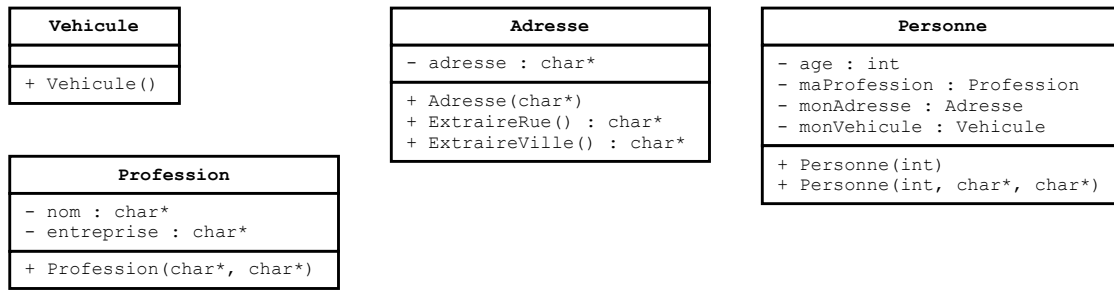 Vehicule
+ Vehicule()
Profession
- nom : char*
- entreprise : char*
+ Profession(char*, char*)
Adresse
- adresse : char*
+ Adresse(char*)
+ ExtraireRue() : char*
+ ExtraireVille() : char*
Personne
- age : int
- maProfession : Profession
- monAdresse : Adresse
- monVehicule : Vehicule
+ Personne(int)
+ Personne(int, char*, char*)